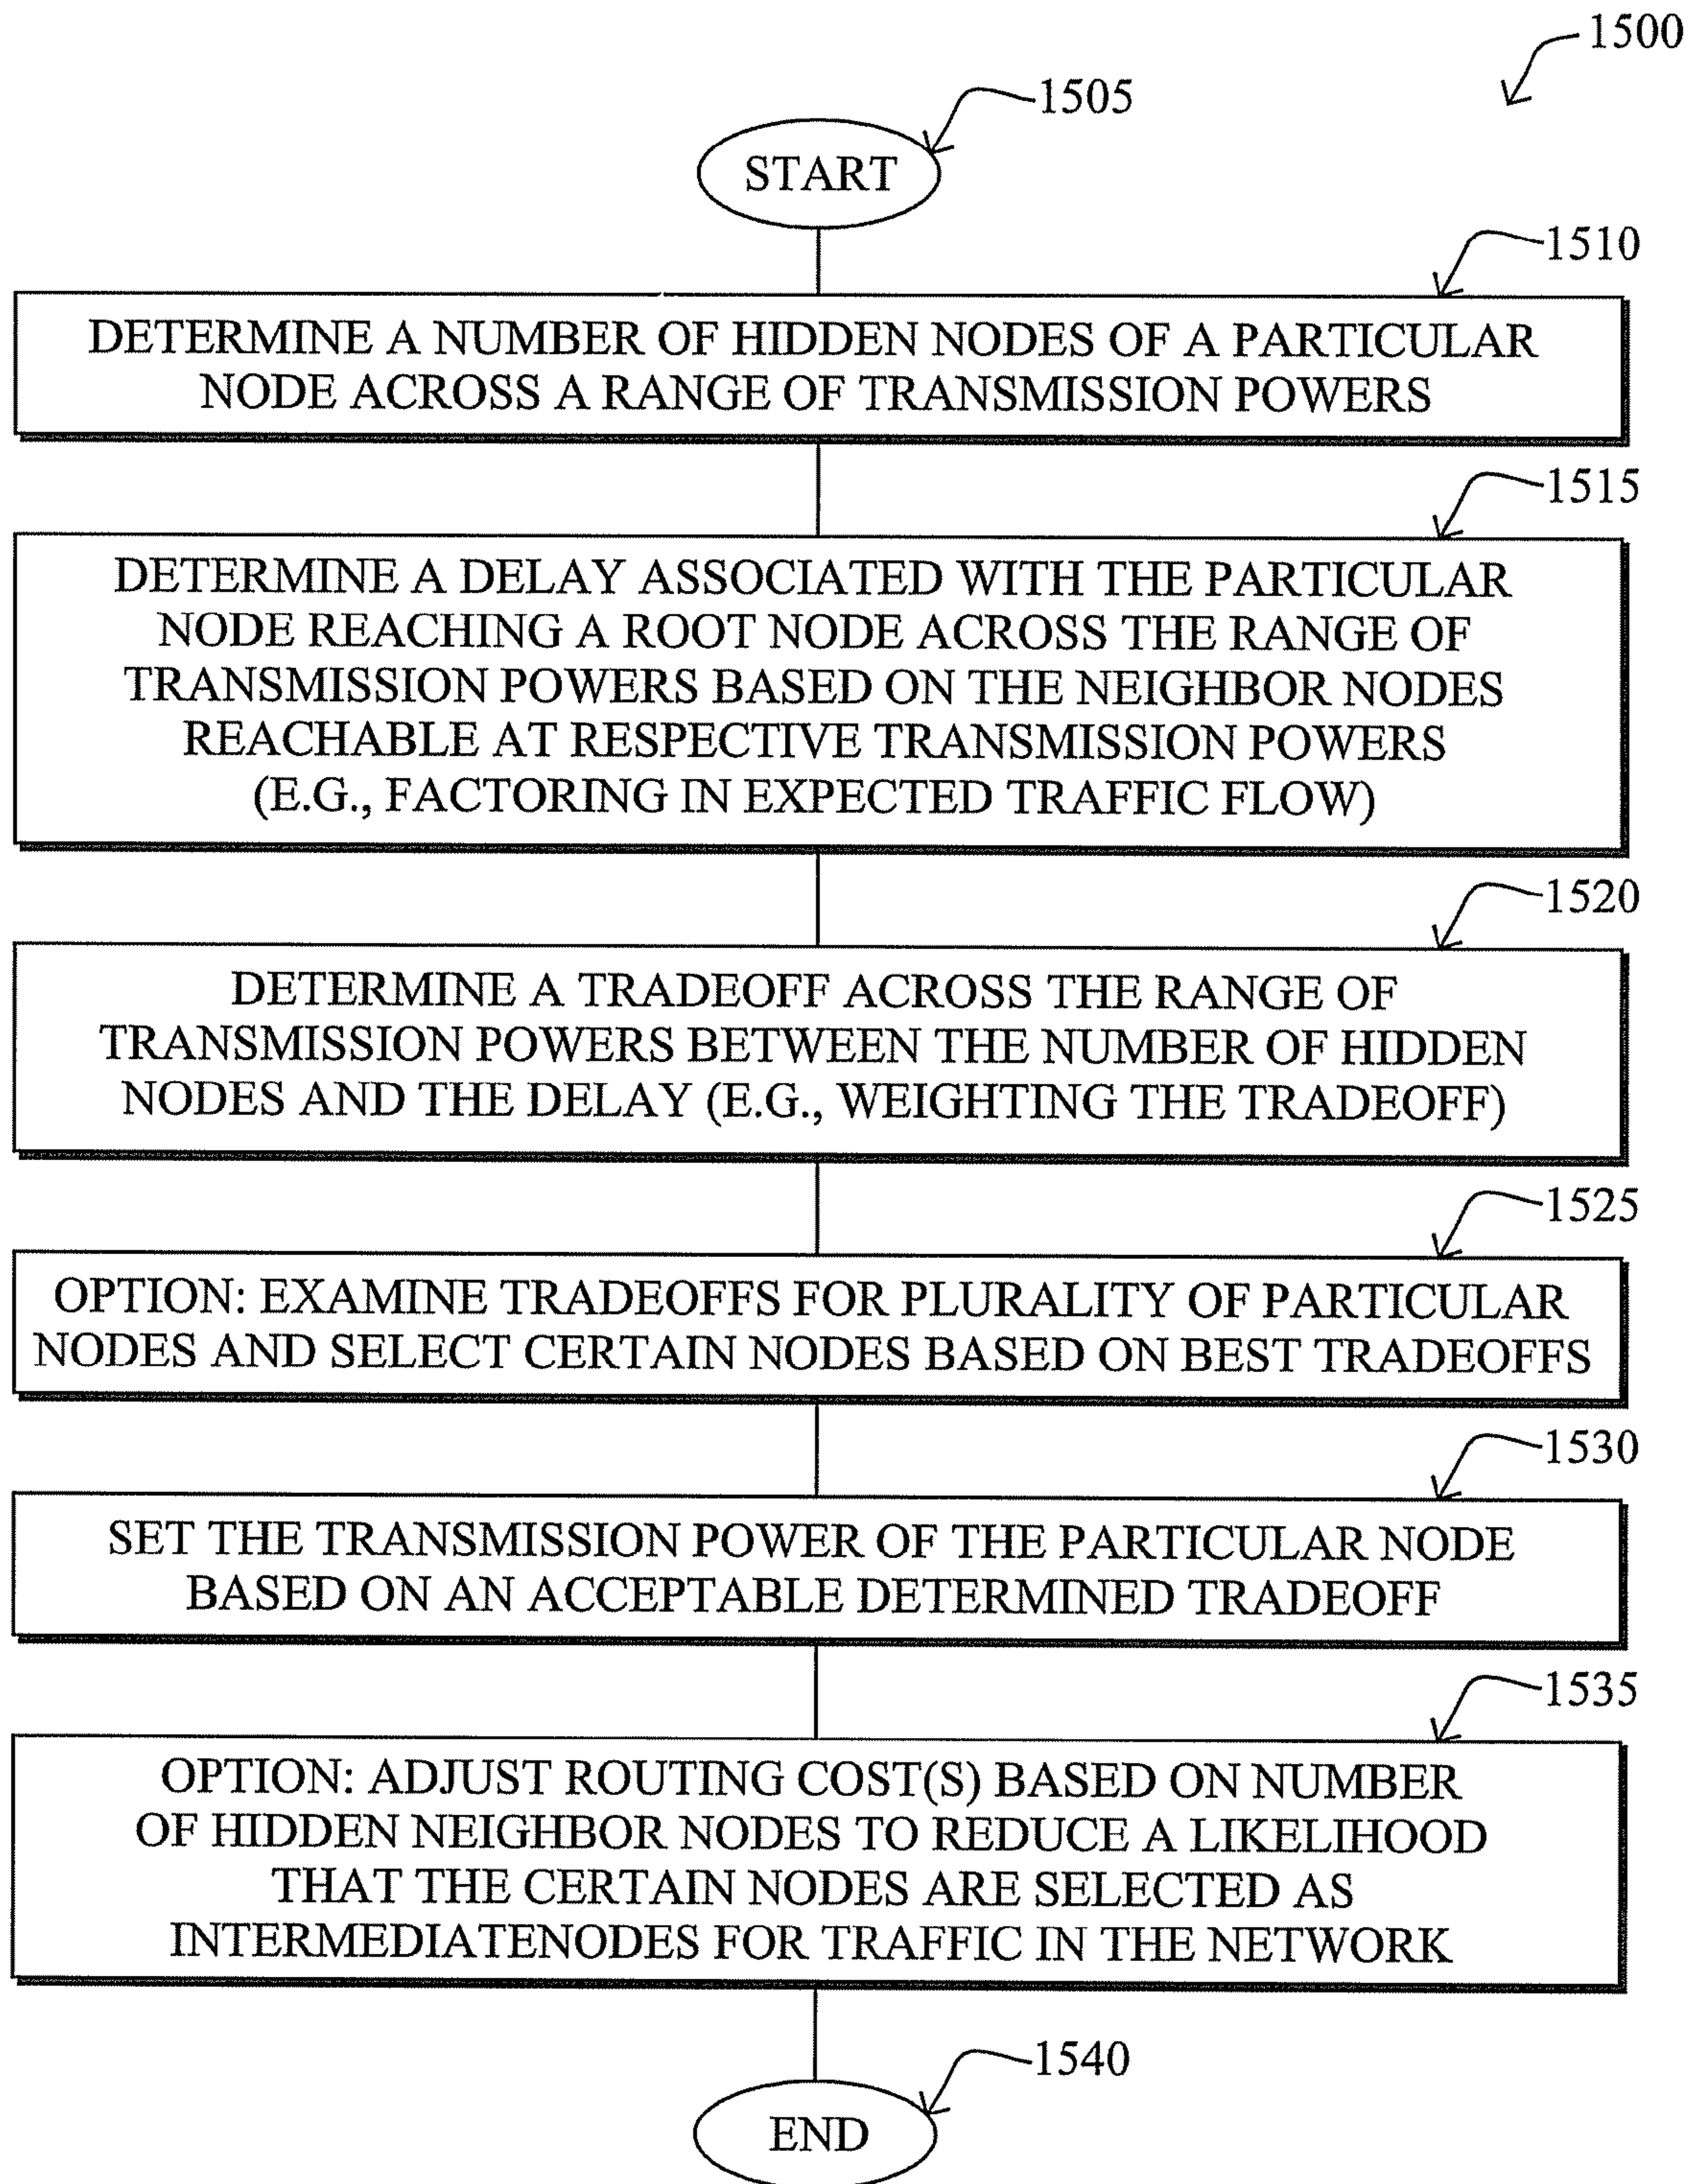 1500
1505
START
1510
DETERMINE A NUMBER OF HIDDEN NODES OF A PARTICULAR
NODE ACROSS A RANGE OF TRANSMISSION POWERS
1515
DETERMINE A DELAY ASSOCIATED WITH THE PARTICULAR
NODE REACHING A ROOT NODE ACROSS THE RANGE OF
TRANSMISSION POWERS BASED ON THE NEIGHBOR NODES
REACHABLE AT RESPECTIVE TRANSMISSION POWERS
(E.G., FACTORING IN EXPECTED TRAFFIC FLOW)
1520
DETERMINE A TRADEOFF ACROSS THE RANGE OF
TRANSMISSION POWERS BETWEEN THE NUMBER OF HIDDEN
NODES AND THE DELAY (E.G., WEIGHTING THE TRADEOFF)
1525
OPTION: EXAMINE TRADEOFFS FOR PLURALITY OF PARTICULAR
NODES AND SELECT CERTAIN NODES BASED ON BEST TRADEOFFS
1530
SET THE TRANSMISSION POWER OF THE PARTICULAR NODE
BASED ON AN ACCEPTABLE DETERMINED TRADEOFF
1535
OPTION: ADJUST ROUTING COST(S) BASED ON NUMBER
OF HIDDEN NEIGHBOR NODES TO REDUCE A LIKELIHOOD
THAT THE CERTAIN NODES ARE SELECTED AS
INTERMEDIATENODES FOR TRAFFIC IN THE NETWORK
1540
END